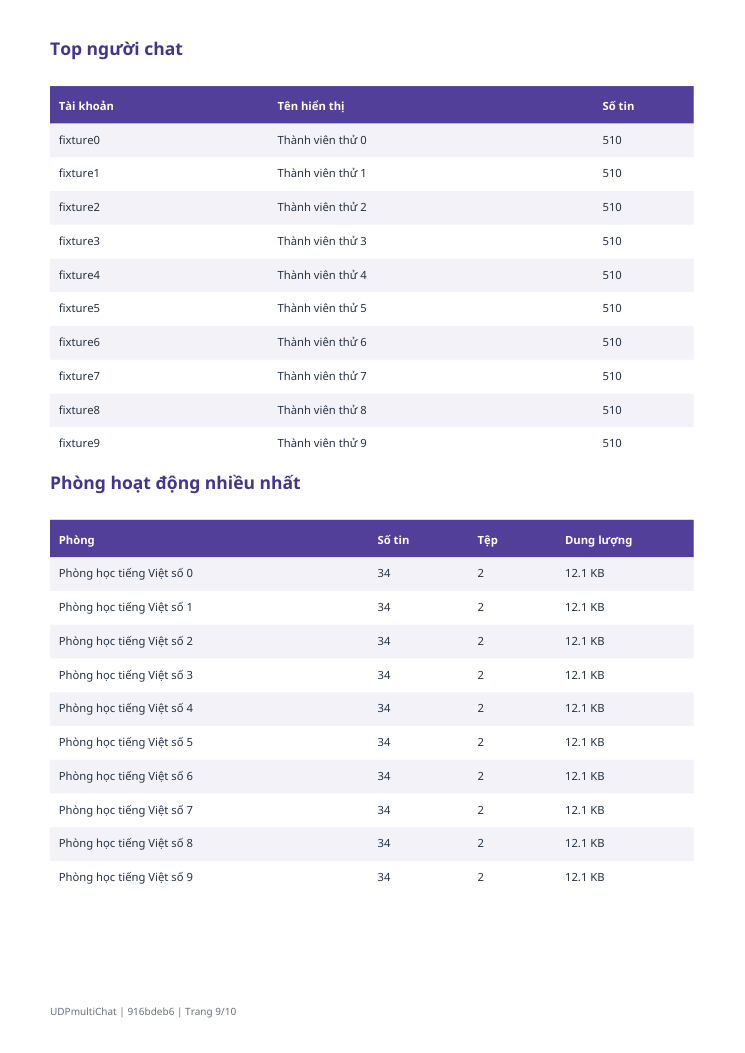 Top người chat
Tài khoản Tên hiển thị Số tin
fixture0 Thành viên thử 0 510
fixture1 Thành viên thử 1 510
fixture2 Thành viên thử 2 510
fixture3 Thành viên thử 3 510
fixture4 Thành viên thử 4 510
fixture5 Thành viên thử 5 510
fixture6 Thành viên thử 6 510
fixture7 Thành viên thử 7 510
fixture8 Thành viên thử 8 510
fixture9 Thành viên thử 9 510
Phòng hoạt động nhiều nhất
Phòng Số tin Tệp Dung lượng
Phòng học tiếng Việt số 0 34 2 12.1 KB
Phòng học tiếng Việt số 1 34 2 12.1 KB
Phòng học tiếng Việt số 2 34 2 12.1 KB
Phòng học tiếng Việt số 3 34 2 12.1 KB
Phòng học tiếng Việt số 4 34 2 12.1 KB
Phòng học tiếng Việt số 5 34 2 12.1 KB
Phòng học tiếng Việt số 6 34 2 12.1 KB
Phòng học tiếng Việt số 7 34 2 12.1 KB
Phòng học tiếng Việt số 8 34 2 12.1 KB
Phòng học tiếng Việt số 9 34 2 12.1 KB
UDPmultiChat | 916bdeb6 | Trang 9/10